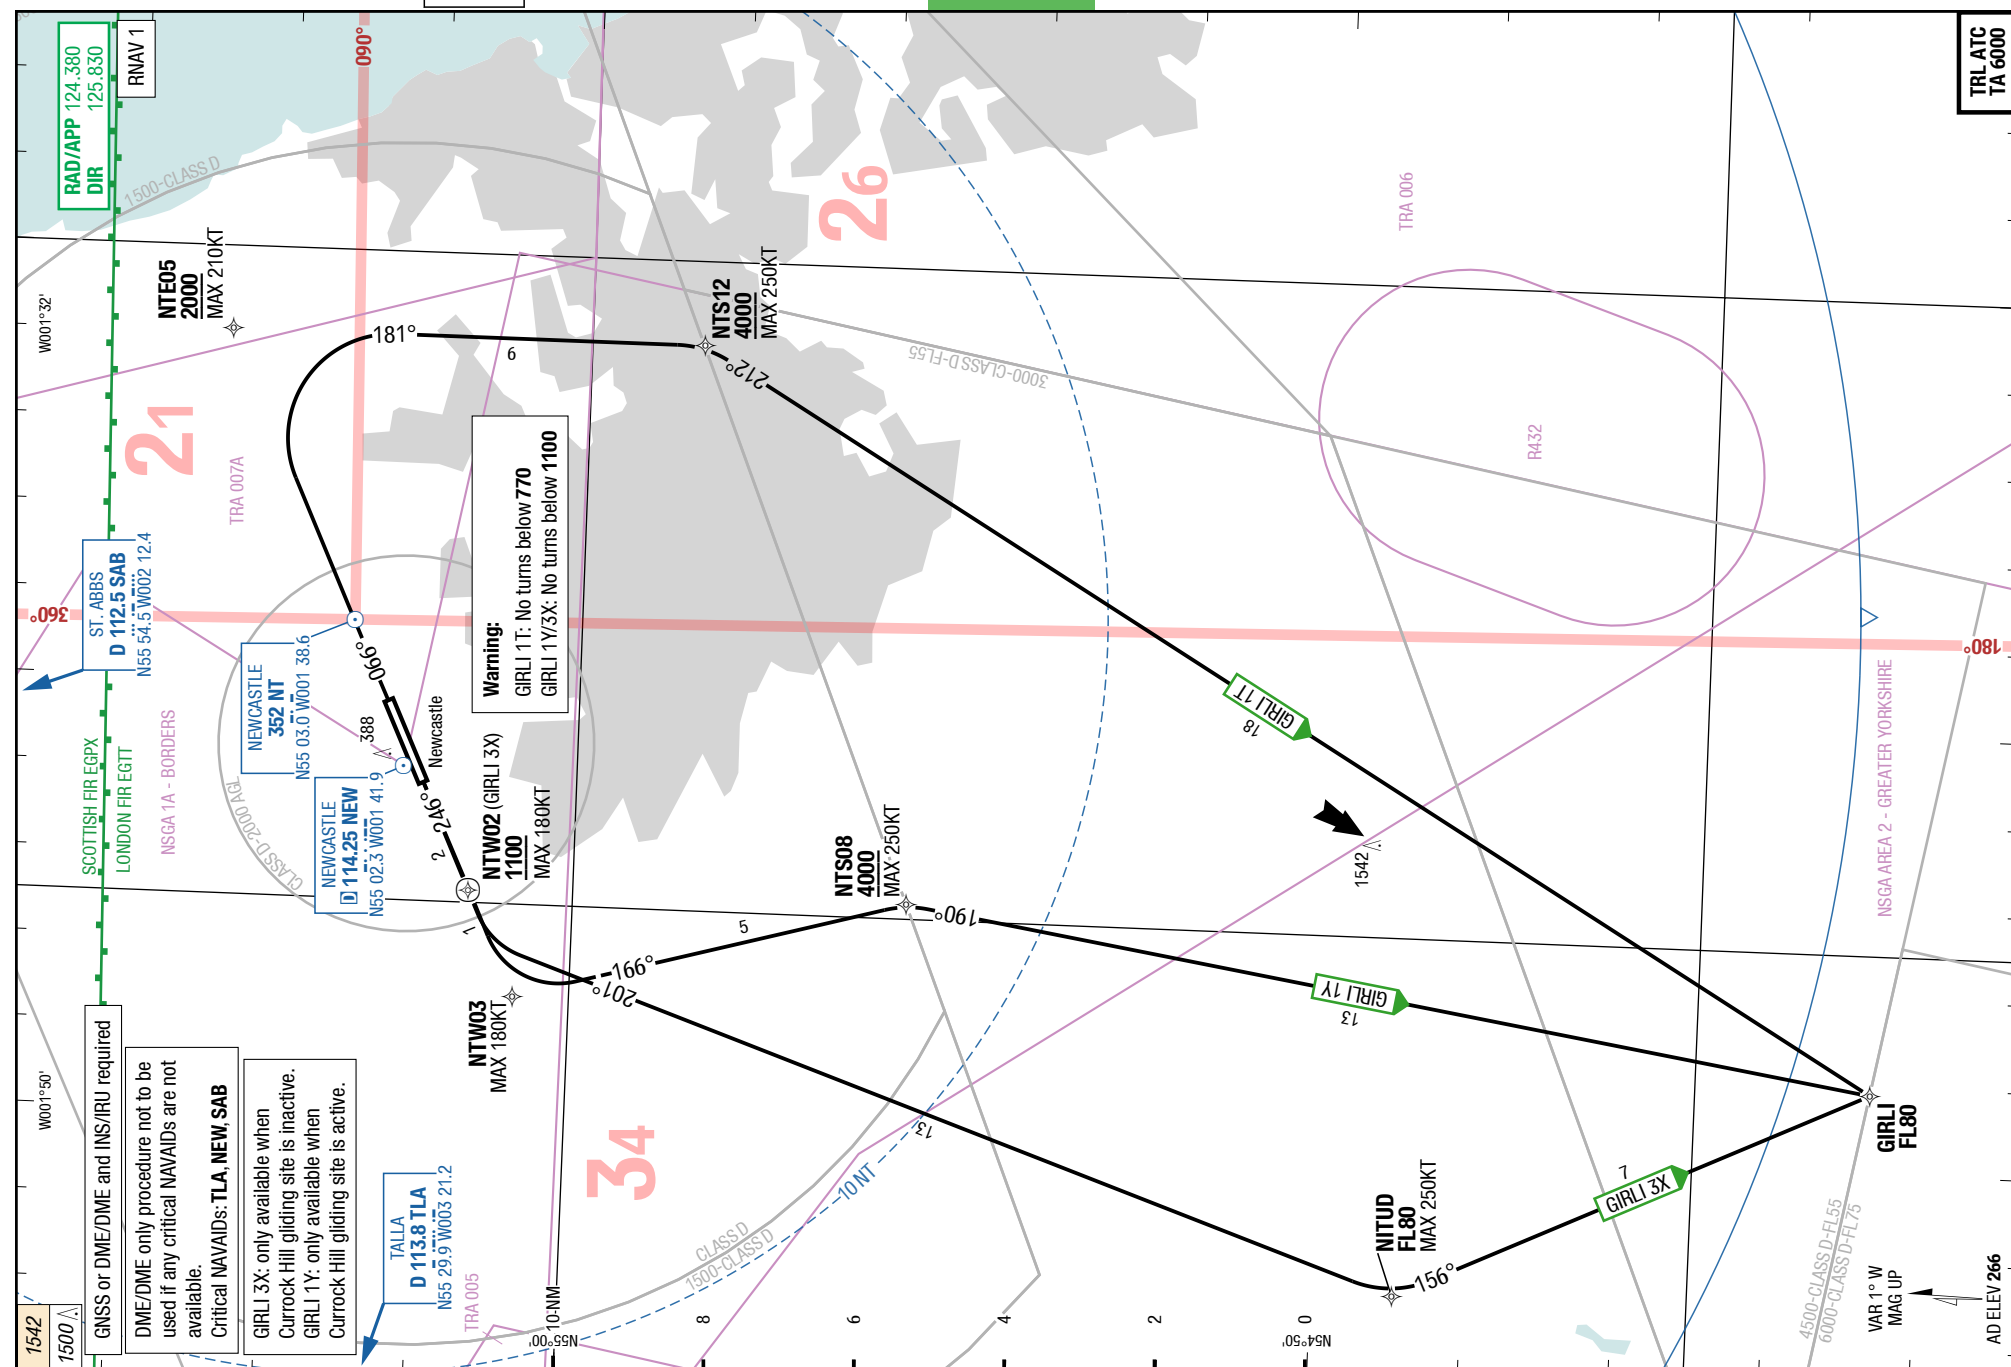 1542
1500
GNSS or DME/DME and INS/IRU required
DME/DME only procedure not to be
used if any critical NAVAIDs are not
available.
Critical NAVAIDs: TLA, NEW, SAB
GIRLI 3X: only available when
Currock Hill gliding site is inactive.
GIRLI 1Y: only available when
Currock Hill gliding site is active.
W001°50'
W001°32'
SCOTTISH FIR EGPX
LONDON FIR EGTT
NSGA 1A - BORDERS
RAD/APP 124.380
DIR 125.830
RNAV 1
1500-CLASS D
ST. ABBS
D 112.5 SAB
N55 54.5 W002 12.4
360°
090°
21
TRA 007A
NTE05
2000
MAX 210KT
181°
6
NEWCASTLE
352 NT
N55 03.0 W001 38.6
NEWCASTLE
D 114.25 NEW
N55 02.3 W001 41.9
CLASS D-2000 AGL
066°
388
Newcastle
246°
2
1
NTW02 (GIRLI 3X)
1100
MAX 180KT
Warning:
GIRLI 1T: No turns below 770
GIRLI 1Y/3X: No turns below 1100
NTW03
MAX 180KT
TALLA
D 113.8 TLA
N55 29.9 W003 21.2
TRA 005
34
166°
201°
5
NTS12
4000
MAX 250KT
212°
26
3000-CLASS D-FL55
NTS08
4000
MAX 250KT
190°
CLASS D
1500-CLASS D
10 NT
13
GIRLI 1T
18
GIRLI 1Y
13
1542
TRA 006
R432
NITUD
FL80
MAX 250KT
156°
GIRLI 3X
7
GIRLI
FL80
NSGA AREA 2 - GREATER YORKSHIRE
180°
4500-CLASS D-FL55
6000-CLASS D-FL75
VAR 1° W
MAG UP
AD ELEV 266
TRL ATC
TA 6000
10 NM
8
6
4
2
0
N55°00'
N54°50'